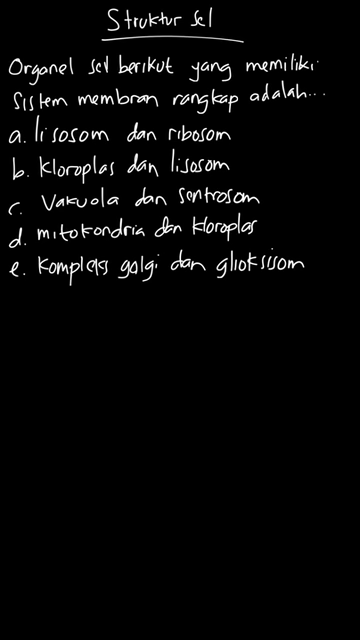 Struktur sel
Organel sel berikut yang memiliki
sistem membran rangkap adalah...
a. lisosom dan ribosom
b. kloroplas dan lisosom
c. Vakuola dan sentrosom
d. mitokondria dan kloroplas
e. kompleks golgi dan glioksisom